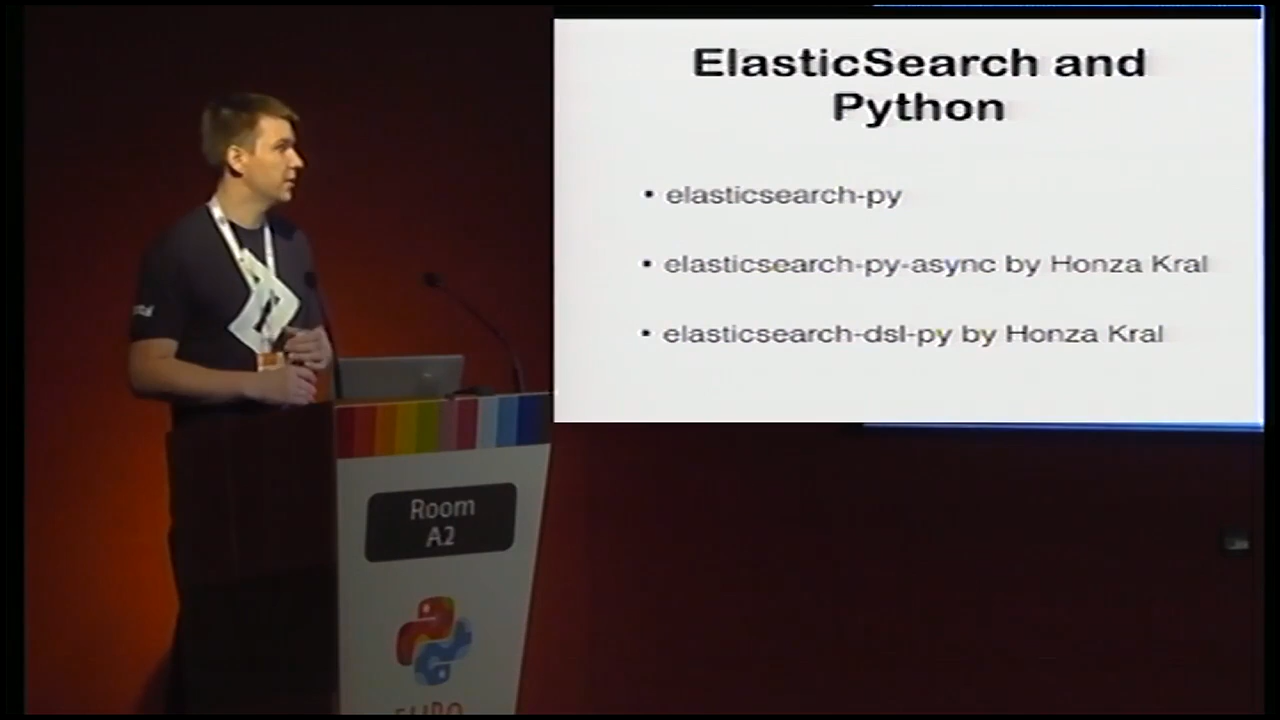 ElasticSearch and
Python
• elasticsearch-py
• elasticsearch-py-async by Honza Kral
• elasticsearch-dsl-py by Honza Kral
Room
A2
EURO